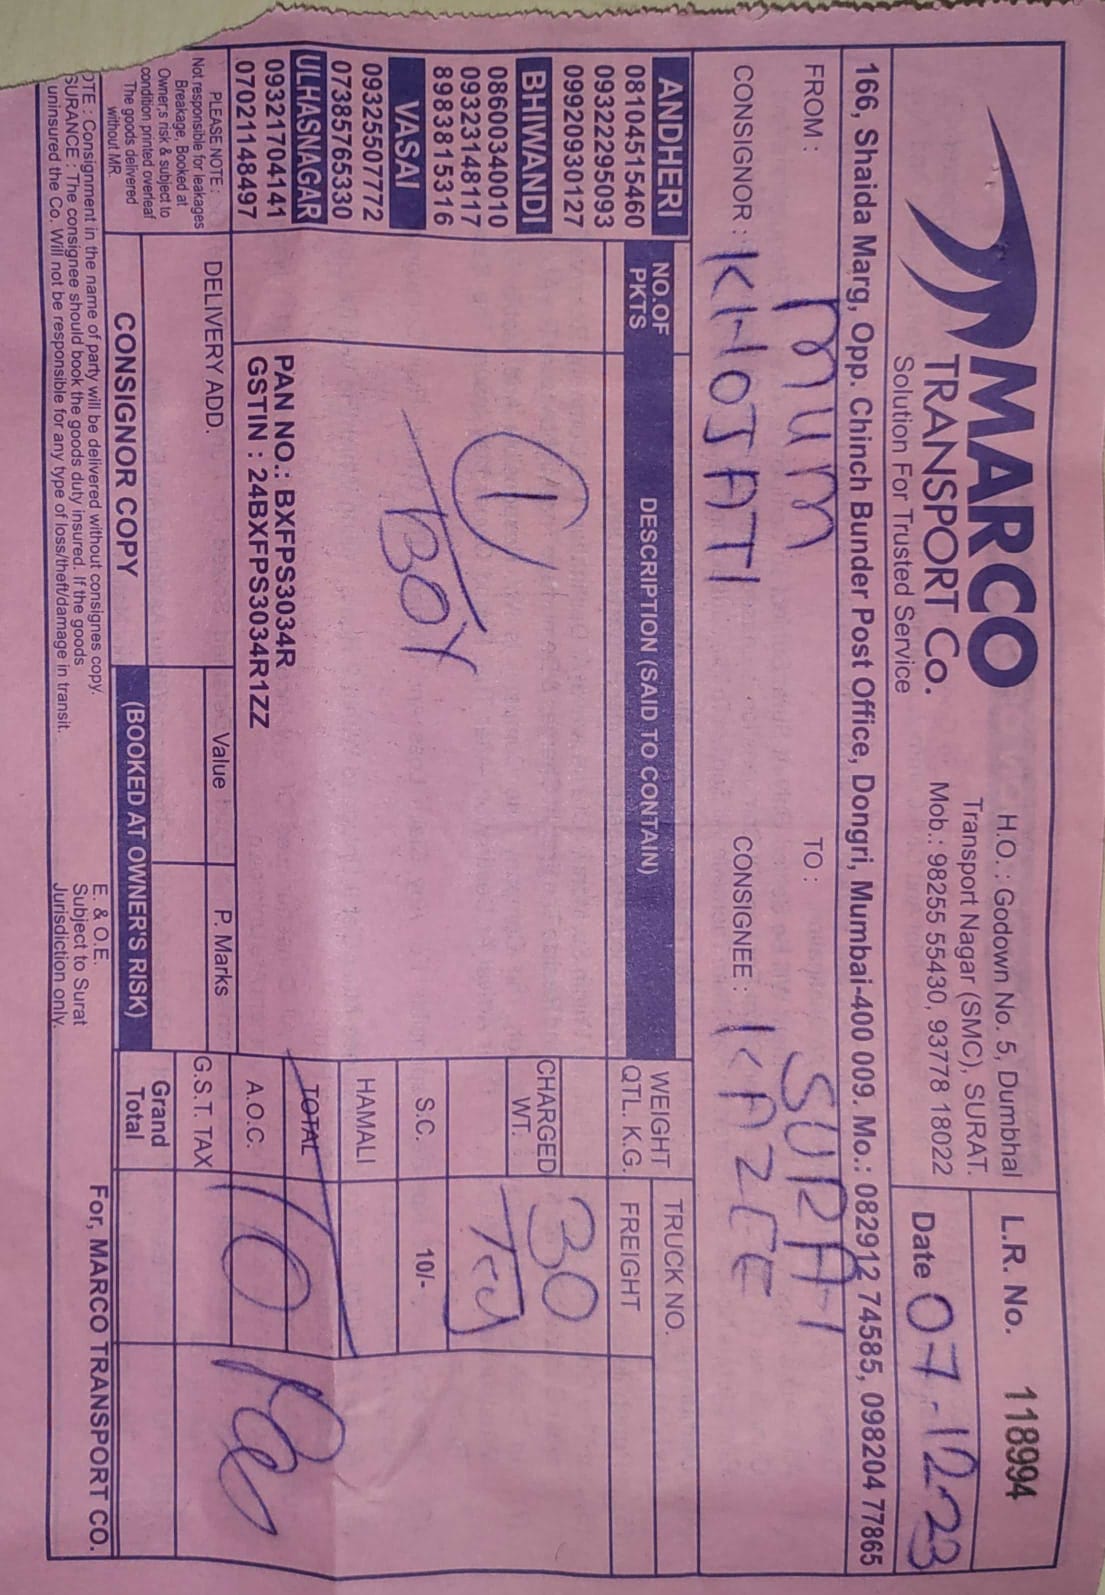 MARCO
TRANSPORT Co.
Solution For Trusted Service
H.O. : Godown No. 5, Dumbhal
Transport Nagar (SMC), SURAT.
Mob.: 98255 55430, 93778 18022
L.R. No. 118994
Date 07-12-23
166, Shaida Marg, Opp. Chinch Bunder Post Office, Dongri, Mumbai-400 009. Mo.: 082912 74585, 098204 77865
FROM : mum TO : SURAT
CONSIGNOR : KHOJATI CONSIGNEE :
ANDHERI
08104515460
09322295093
09920930127
BHIWANDI
08600340010
09323148117
8983815316
VASAI
09325507772
07385765330
ULHASNAGAR
09321704141
07021148497
NO.OF
PKTS
DESCRIPTION (SAID TO CONTAIN)
1
BOX
PAN NO.: BXFPS3034R
GSTIN : 24BXFPS3034R1ZZ
WEIGHT
QTL. K.G.
TRUCK NO.
FREIGHT
CHARGED
WT.
30
S.C. 10/-
HAMALI
TOTAL
A.O.C. 10
G.S.T. TAX
Grand
Total
PLEASE NOTE :
Not responsible for leakages
Breakage, Booked at
Owner,s risk & subject to
condition printed overleaf
The goods delivered
without MR.
DELIVERY ADD.
Value
P. Marks
CONSIGNOR COPY
(BOOKED AT OWNER'S RISK)
OTE : Consignment in the name of party will be delivered without consignes copy.
SURANCE : The consignee should book the goods duty insured. If the goods
uninsured the Co. Will not be responsible for any type of loss/theft/damage in transit.
E. & O.E.
Subject to Surat
Jurisdiction only.
For, MARCO TRANSPORT CO.